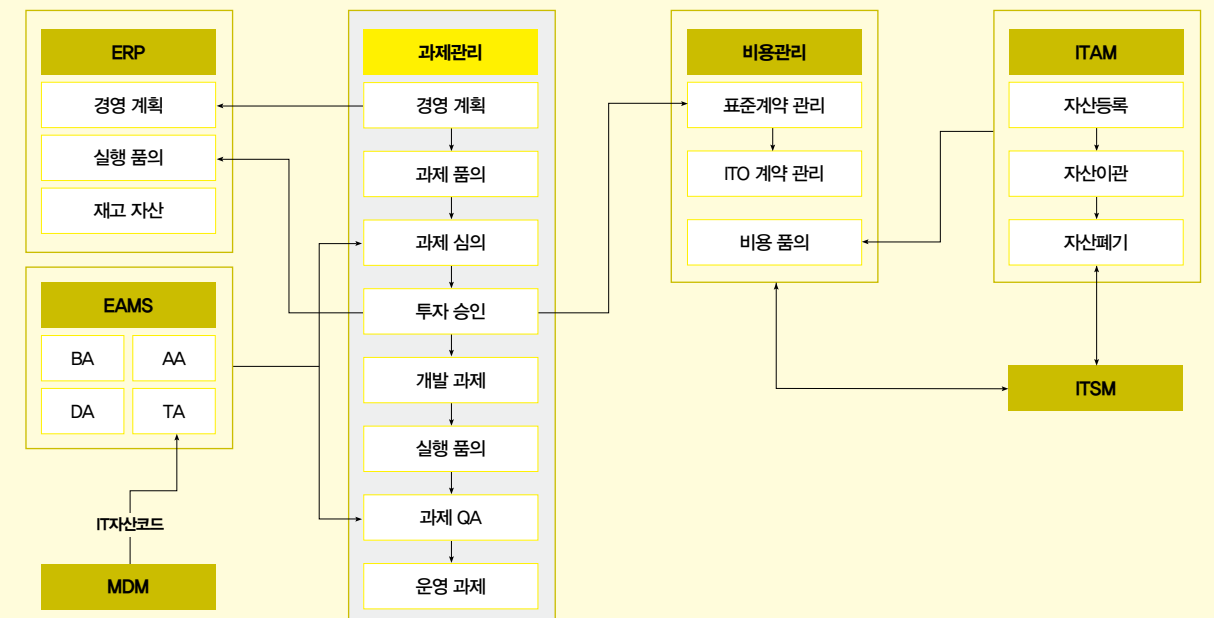 ERP
경영 계획
실행 품의
재고 자산
EAMS
BA
AA
DA
TA
IT자산코드
MDM
과제관리
경영 계획
과제 품의
과제 심의
투자 승인
개발 과제
실행 품의
과제 QA
운영 과제
비용관리
표준계약 관리
ITO 계약 관리
비용 품의
ITAM
자산등록
자산이관
자산폐기
ITSM